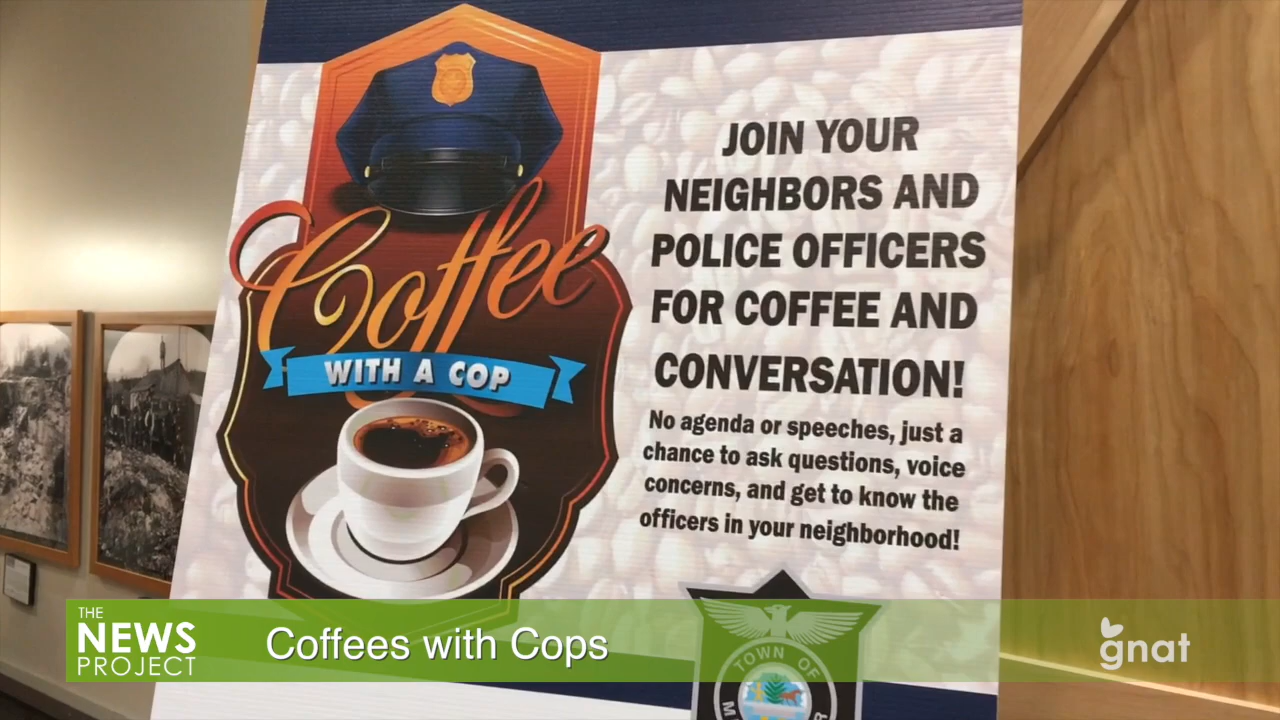 Coffee
WITH A COP
JOIN YOUR
NEIGHBORS AND
POLICE OFFICERS
FOR COFFEE AND
CONVERSATION!
No agenda or speeches, just a
chance to ask questions, voice
concerns, and get to know the
officers in your neighborhood!
TOWN OF
THE
NEWS
PROJECT
Coffees with Cops
gnat